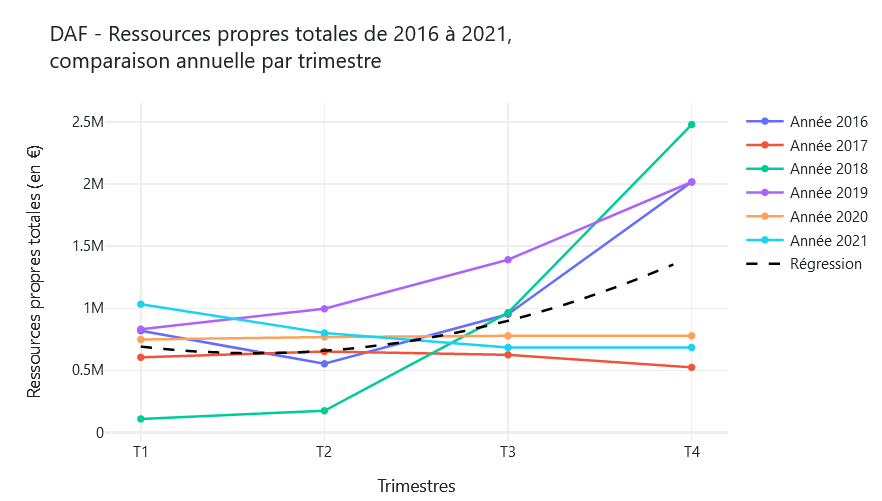 DAF - Ressources propres totales de 2016 à 2021,
comparaison annuelle par trimestre
Ressources propres totales (en €)
2.5M
2M
1.5M
1M
0.5M
0
T1
T2
T3
T4
Trimestres
Année 2016
Année 2017
Année 2018
Année 2019
Année 2020
Année 2021
Régression